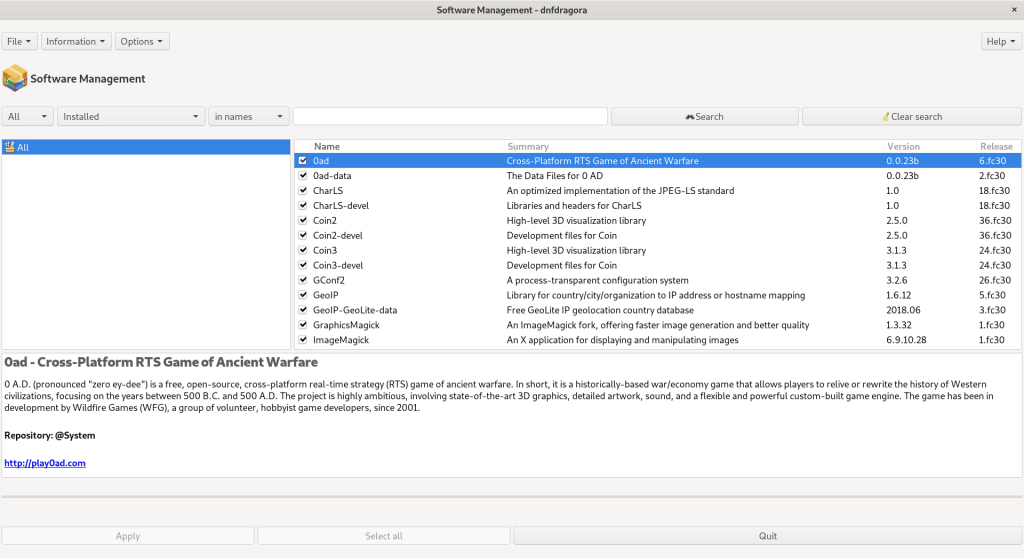 Software Management - dnfdragora ×
File Information Options Help
Software Management
All Installed in names Search Clear search
All
Name Summary Version Release
0ad Cross-Platform RTS Game of Ancient Warfare 0.0.23b 6.fc30
0ad-data The Data Files for 0 AD 0.0.23b 2.fc30
CharLS An optimized implementation of the JPEG-LS standard 1.0 18.fc30
CharLS-devel Libraries and headers for CharLS 1.0 18.fc30
Coin2 High-level 3D visualization library 2.5.0 36.fc30
Coin2-devel Development files for Coin 2.5.0 36.fc30
Coin3 High-level 3D visualization library 3.1.3 24.fc30
Coin3-devel Development files for Coin 3.1.3 24.fc30
GConf2 A process-transparent configuration system 3.2.6 26.fc30
GeoIP Library for country/city/organization to IP address or hostname mapping 1.6.12 5.fc30
GeoIP-GeoLite-data Free GeoLite IP geolocation country database 2018.06 3.fc30
GraphicsMagick An ImageMagick fork, offering faster image generation and better quality 1.3.32 1.fc30
ImageMagick An X application for displaying and manipulating images 6.9.10.28 1.fc30
0ad - Cross-Platform RTS Game of Ancient Warfare
0 A.D. (pronounced "zero ey-dee") is a free, open-source, cross-platform real-time strategy (RTS) game of ancient warfare. In short, it is a historically-based war/economy game that allows players to relive or rewrite the history of Western
civilizations, focusing on the years between 500 B.C. and 500 A.D. The project is highly ambitious, involving state-of-the-art 3D graphics, detailed artwork, sound, and a flexible and powerful custom-built game engine. The game has been in
development by Wildfire Games (WFG), a group of volunteer, hobbyist game developers, since 2001.
Repository: @System
http://play0ad.com
Apply Select all Quit